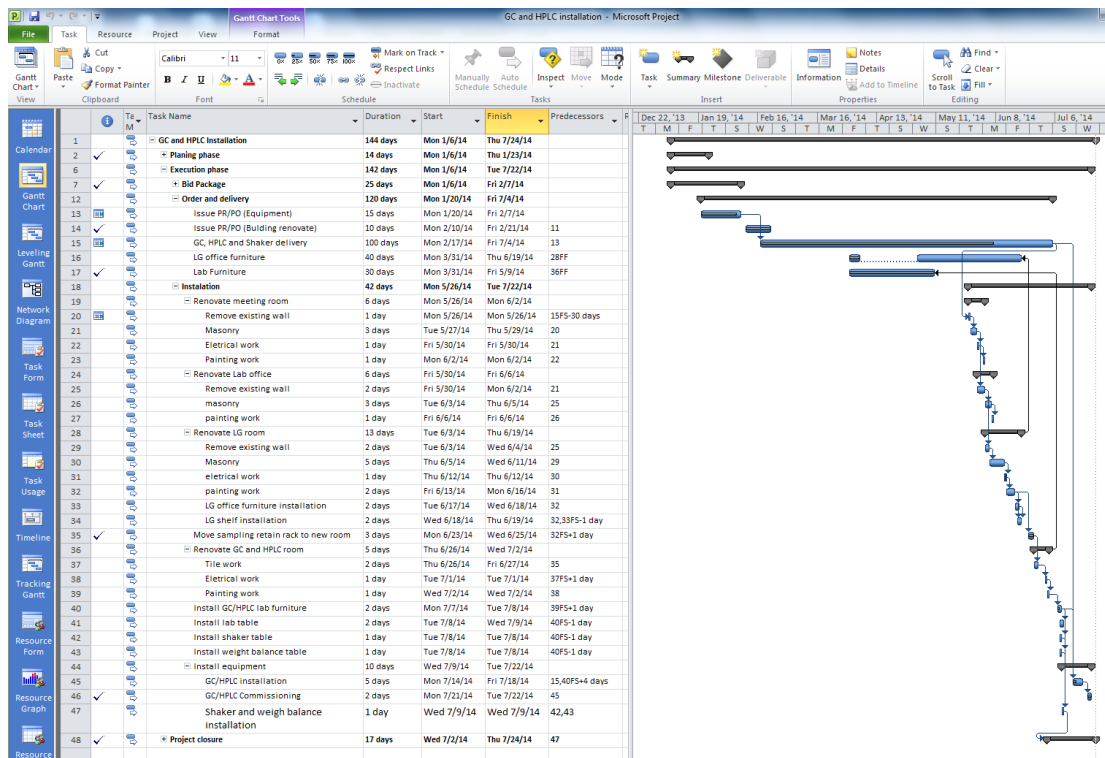 Gantt Chart Tools
GC and HPLC installation - Microsoft Project
File Task Resource Project View Format
Cut
Copy
Format Painter
Paste
Gantt Chart
Calibri 11
B I U A
0% 25% 50% 75% 100%
Mark on Track
Respect Links
Inactivate
Manually Schedule
Auto Schedule
Inspect Move Mode
Task Summary Milestone Deliverable
Information
Notes
Details
Add to Timeline
Scroll to Task
Find
Clear
Fill
View Clipboard Font Schedule Tasks Insert Properties Editing
Calendar
Gantt Chart
Leveling Gantt
Network Diagram
Task Form
Task Sheet
Task Usage
Timeline
Tracking Gantt
Resource Form
Resource Graph
Resource
Ta M Task Name Duration Start Finish Predecessors R
Dec 22, '13 Jan 19, '14 Feb 16, '14 Mar 16, '14 Apr 13, '14 May 11, '14 Jun 8, '14 Jul 6, '14
T M F T S W S T M F T S W S T M F T S W
1 GC and HPLC Installation 144 days Mon 1/6/14 Thu 7/24/14
2 Planing phase 14 days Mon 1/6/14 Thu 1/23/14
6 Execution phase 142 days Mon 1/6/14 Tue 7/22/14
7 Bid Package 25 days Mon 1/6/14 Fri 2/7/14
12 Order and delivery 120 days Mon 1/20/14 Fri 7/4/14
13 Issue PR/PO (Equipment) 15 days Mon 1/20/14 Fri 2/7/14
14 Issue PR/PO (Bulding renovate) 10 days Mon 2/10/14 Fri 2/21/14 11
15 GC, HPLC and Shaker delivery 100 days Mon 2/17/14 Fri 7/4/14 13
16 LG office furniture 40 days Mon 3/31/14 Thu 6/19/14 28FF
17 Lab Furniture 30 days Mon 3/31/14 Fri 5/9/14 36FF
18 Instalation 42 days Mon 5/26/14 Tue 7/22/14
19 Renovate meeting room 6 days Mon 5/26/14 Mon 6/2/14
20 Remove existing wall 1 day Mon 5/26/14 Mon 5/26/14 15FS-30 days
21 Masonry 3 days Tue 5/27/14 Thu 5/29/14 20
22 Eletrical work 1 day Fri 5/30/14 Fri 5/30/14 21
23 Painting work 1 day Mon 6/2/14 Mon 6/2/14 22
24 Renovate Lab office 6 days Fri 5/30/14 Fri 6/6/14
25 Remove existing wall 2 days Fri 5/30/14 Mon 6/2/14 21
26 masonry 3 days Tue 6/3/14 Thu 6/5/14 25
27 painting work 1 day Fri 6/6/14 Fri 6/6/14 26
28 Renovate LG room 13 days Tue 6/3/14 Thu 6/19/14
29 Remove existing wall 2 days Tue 6/3/14 Wed 6/4/14 25
30 Masonry 5 days Thu 6/5/14 Wed 6/11/14 29
31 eletrical work 1 day Thu 6/12/14 Thu 6/12/14 30
32 painting work 2 days Fri 6/13/14 Mon 6/16/14 31
33 LG office furniture installation 2 days Tue 6/17/14 Wed 6/18/14 32
34 LG shelf installation 2 days Wed 6/18/14 Thu 6/19/14 32,33FS-1 day
35 Move sampling retain rack to new room 3 days Mon 6/23/14 Wed 6/25/14 32FS+1 day
36 Renovate GC and HPLC room 5 days Thu 6/26/14 Wed 7/2/14
37 Tile work 2 days Thu 6/26/14 Fri 6/27/14 35
38 Eletrical work 1 day Tue 7/1/14 Tue 7/1/14 37FS+1 day
39 Painting work 1 day Wed 7/2/14 Wed 7/2/14 38
40 Install GC/HPLC lab furniture 2 days Mon 7/7/14 Tue 7/8/14 39FS+1 day
41 Install lab table 2 days Tue 7/8/14 Wed 7/9/14 40FS-1 day
42 Install shaker table 1 day Tue 7/8/14 Tue 7/8/14 40FS-1 day
43 Install weight balance table 1 day Tue 7/8/14 Tue 7/8/14 40FS-1 day
44 Install equipment 10 days Wed 7/9/14 Tue 7/22/14
45 GC/HPLC installation 5 days Mon 7/14/14 Fri 7/18/14 15,40FS+4 days
46 GC/HPLC Commissioning 2 days Mon 7/21/14 Tue 7/22/14 45
47 Shaker and weigh balance installation 1 day Wed 7/9/14 Wed 7/9/14 42,43
48 Project closure 17 days Wed 7/2/14 Thu 7/24/14 47